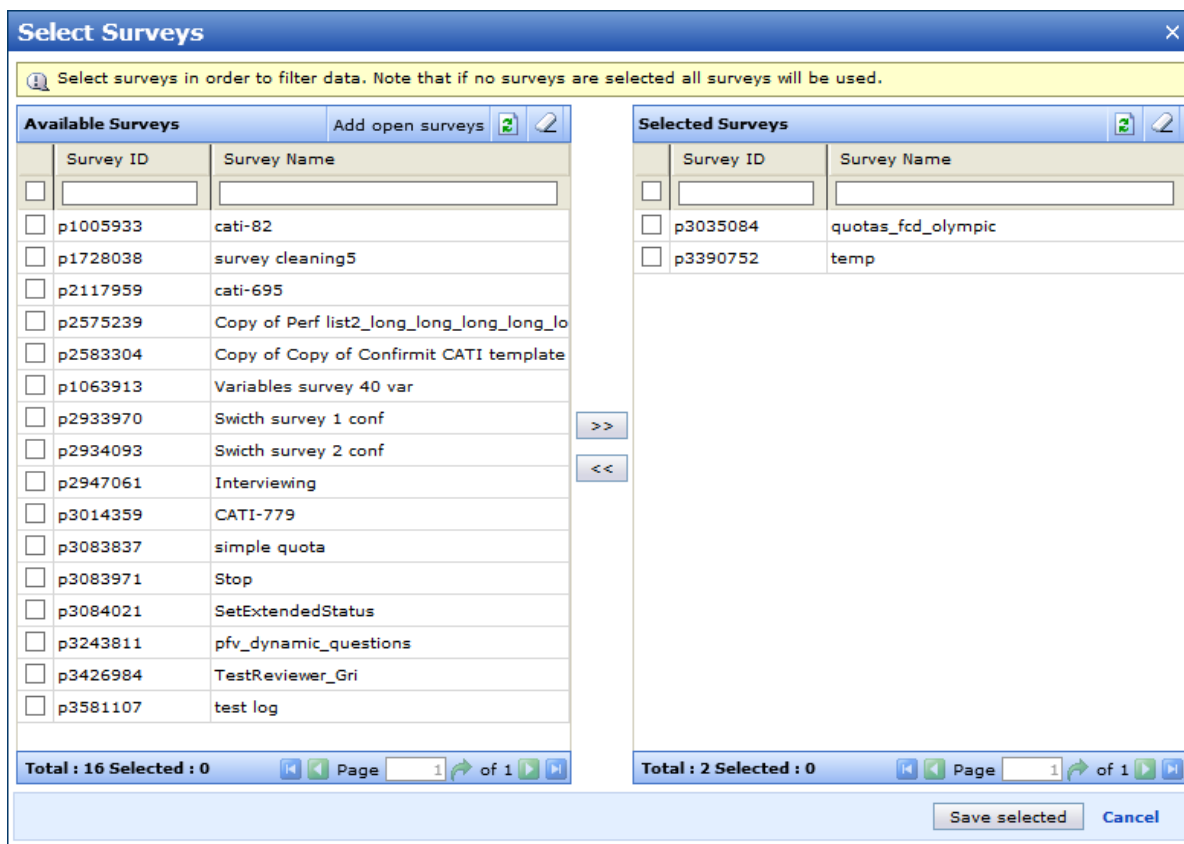 Select Surveys
Select surveys in order to filter data. Note that if no surveys are selected all surveys will be used.
Available Surveys Add open surveys
Survey ID Survey Name
p1005933 cati-82
p1728038 survey cleaning5
p2117959 cati-695
p2575239 Copy of Perf list2_long_long_long_long_lo
p2583304 Copy of Copy of Confirmit CATI template
p1063913 Variables survey 40 var
p2933970 Swicth survey 1 conf
p2934093 Swicth survey 2 conf
p2947061 Interviewing
p3014359 CATI-779
p3083837 simple quota
p3083971 Stop
p3084021 SetExtendedStatus
p3243811 pfv_dynamic_questions
p3426984 TestReviewer_Gri
p3581107 test log
Total : 16 Selected : 0 Page 1 of 1
>>
<<
Selected Surveys
Survey ID Survey Name
p3035084 quotas_fcd_olympic
p3390752 temp
Total : 2 Selected : 0 Page 1 of 1
Save selected Cancel